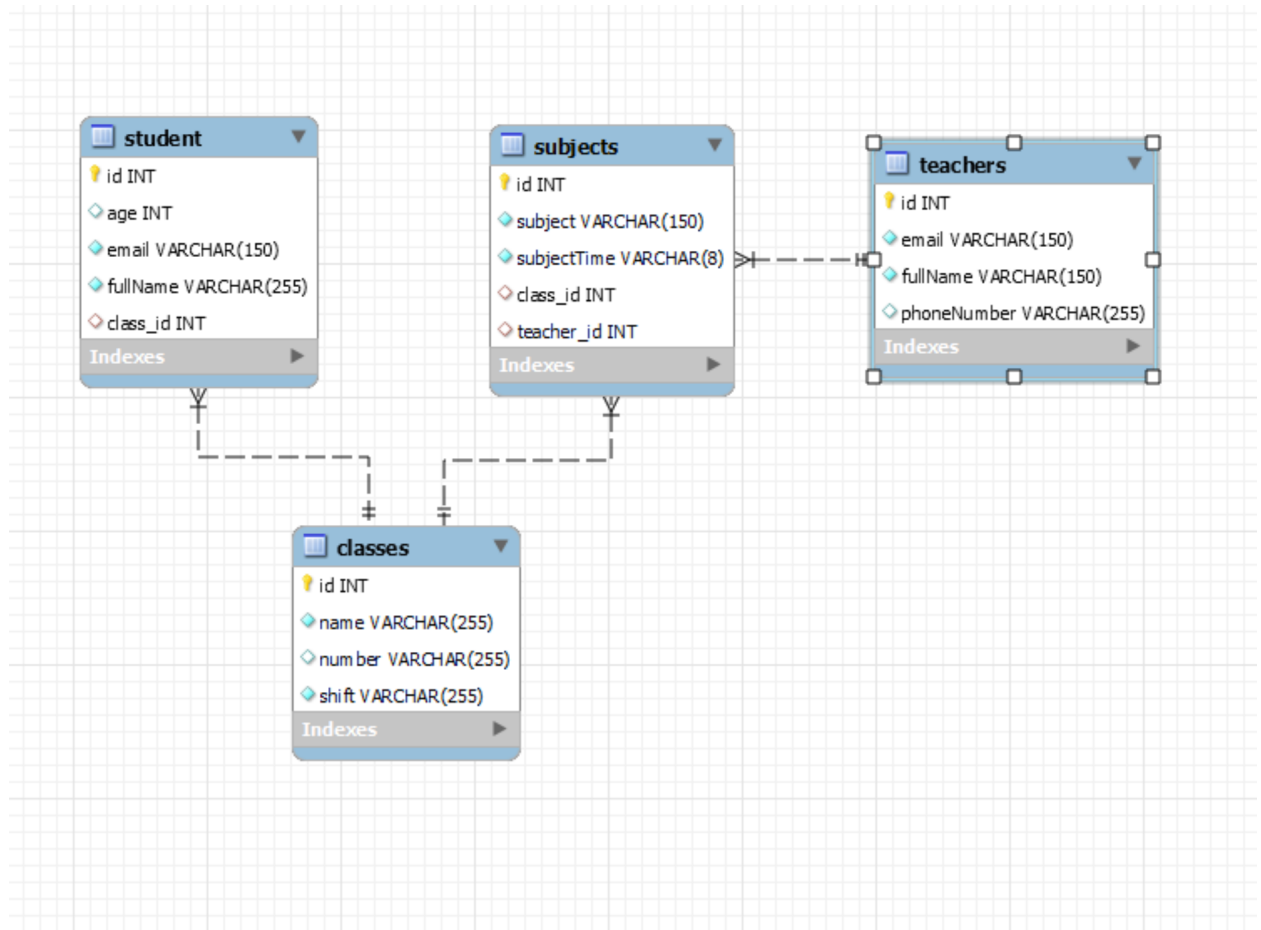 student
id INT
age INT
email VARCHAR(150)
fullName VARCHAR(255)
class_id INT
Indexes
subjects
id INT
subject VARCHAR(150)
subjectTime VARCHAR(8)
class_id INT
teacher_id INT
Indexes
teachers
id INT
email VARCHAR(150)
fullName VARCHAR(150)
phoneNumber VARCHAR(255)
Indexes
classes
id INT
name VARCHAR(255)
number VARCHAR(255)
shift VARCHAR(255)
Indexes